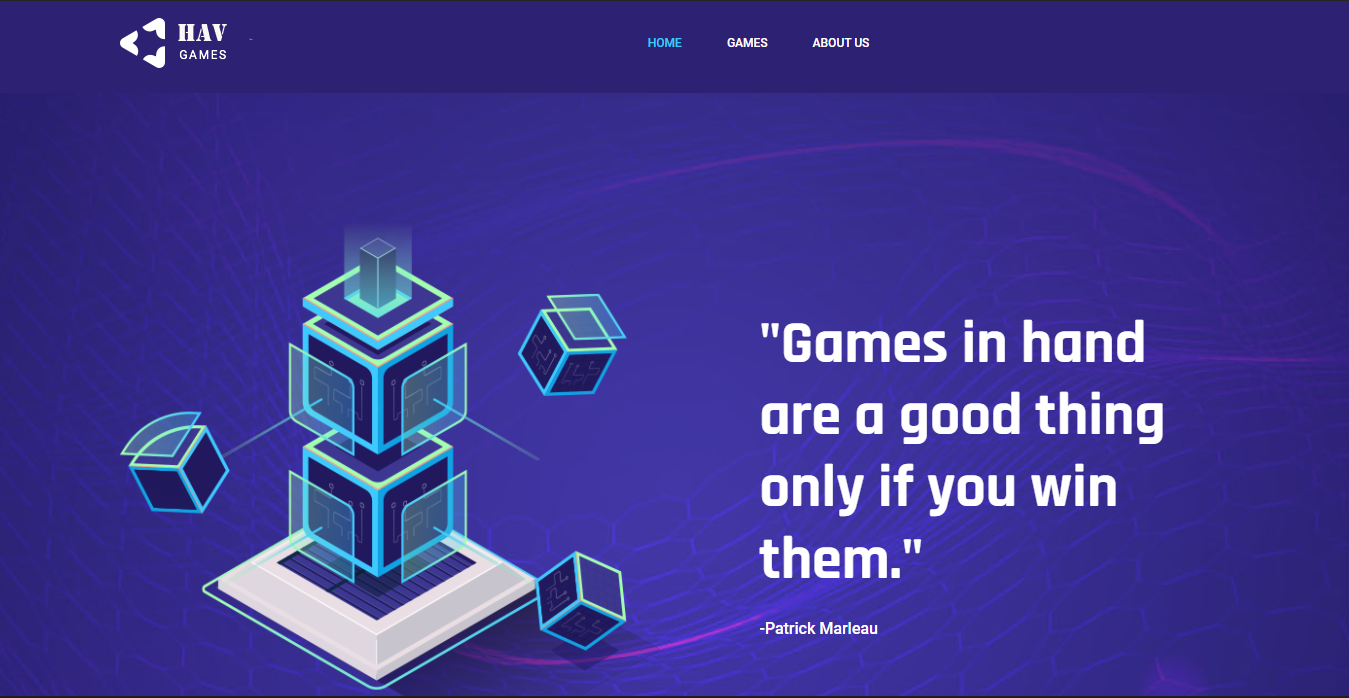 HAV
GAMES
HOME GAMES ABOUT US
"Games in hand
are a good thing
only if you win
them."
-Patrick Marleau